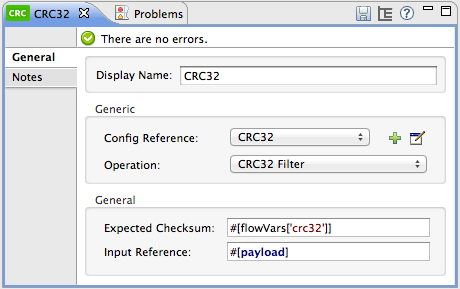 CRC CRC32 Problems
There are no errors.
General
Notes
Display Name: CRC32
Generic
Config Reference: CRC32
Operation: CRC32 Filter
General
Expected Checksum: #[flowVars['crc32']]
Input Reference: #[payload]